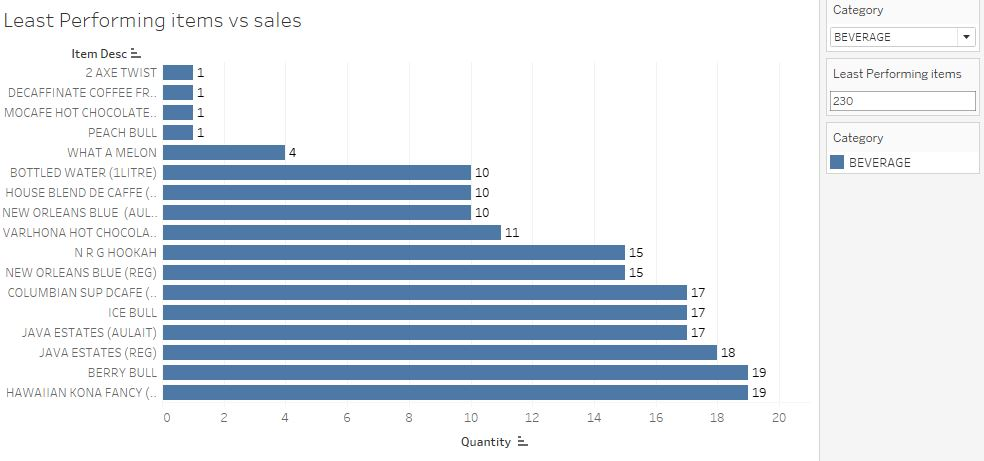 Least Performing items vs sales
Item Desc
2 AXE TWIST 1
DECAFFINATE COFFEE FR.. 1
MOCAFE HOT CHOCOLATE.. 1
PEACH BULL 1
WHAT A MELON 4
BOTTLED WATER (1LITRE) 10
HOUSE BLEND DE CAFFE (.. 10
NEW ORLEANS BLUE (AUL.. 10
VARLHONA HOT CHOCOLA.. 11
N R G HOOKAH 15
NEW ORLEANS BLUE (REG) 15
COLUMBIAN SUP DCAFE (.. 17
ICE BULL 17
JAVA ESTATES (AULAIT) 17
JAVA ESTATES (REG) 18
BERRY BULL 19
HAWAIIAN KONA FANCY (.. 19
0 2 4 6 8 10 12 14 16 18 20
Quantity
Category
BEVERAGE
Least Performing items
230
Category
BEVERAGE